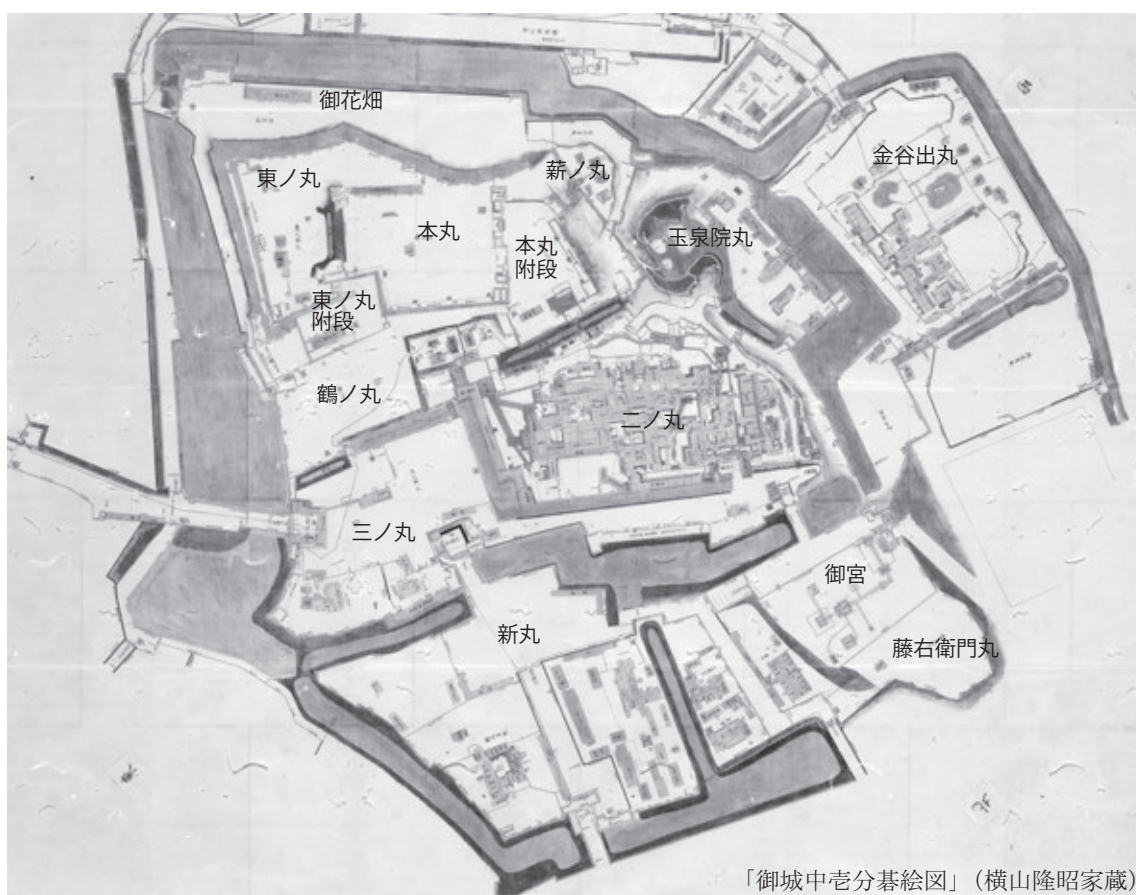 御花畑
東ノ丸
薪ノ丸
金谷出丸
本丸
本丸
附段
玉泉院丸
東ノ丸
附段
鶴ノ丸
二ノ丸
三ノ丸
御宮
新丸
藤右衛門丸
「御城中壱分碁絵図」（横山隆昭家蔵）